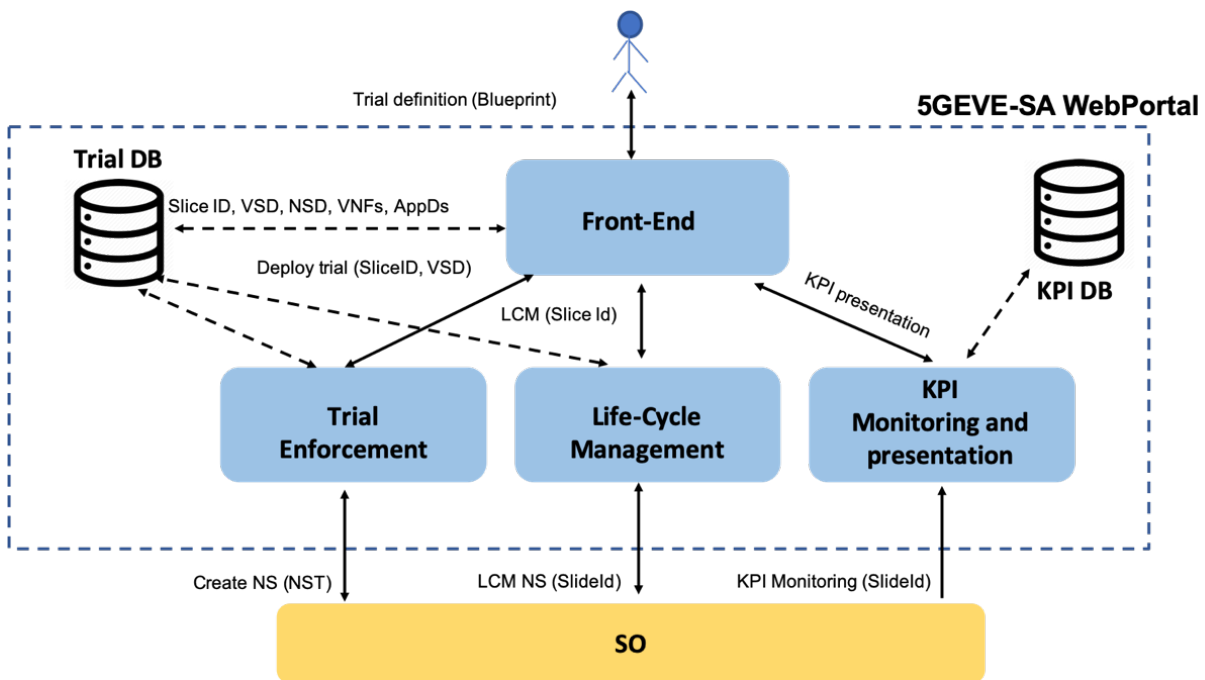 Trial definition (Blueprint)
5GEVE-SA WebPortal
Trial DB
Slice ID, VSD, NSD, VNFs, AppDs
Front-End
KPI DB
Deploy trial (SliceID, VSD)
LCM (Slice Id)
KPI presentation
Trial
Enforcement
Life-Cycle
Management
KPI
Monitoring and
presentation
Create NS (NST)
LCM NS (SlideId)
KPI Monitoring (SlideId)
SO